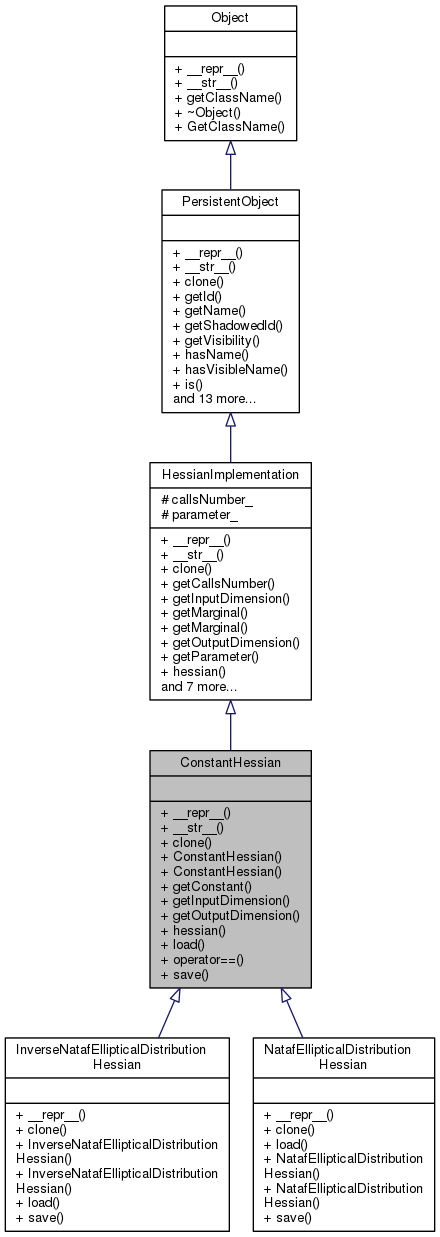 Object
+ __repr__()
+ __str__()
+ getClassName()
+ ~Object()
+ GetClassName()
PersistentObject
+ __repr__()
+ __str__()
+ clone()
+ getId()
+ getName()
+ getShadowedId()
+ getVisibility()
+ hasName()
+ hasVisibleName()
+ is()
and 13 more...
HessianImplementation
# callsNumber_
# parameter_
+ __repr__()
+ __str__()
+ clone()
+ getCallsNumber()
+ getInputDimension()
+ getMarginal()
+ getMarginal()
+ getOutputDimension()
+ getParameter()
+ hessian()
and 7 more...
ConstantHessian
+ __repr__()
+ __str__()
+ clone()
+ ConstantHessian()
+ ConstantHessian()
+ getConstant()
+ getInputDimension()
+ getOutputDimension()
+ hessian()
+ load()
+ operator==()
+ save()
InverseNatafEllipticalDistribution
Hessian
+ __repr__()
+ clone()
+ InverseNatafEllipticalDistribution
Hessian()
+ InverseNatafEllipticalDistribution
Hessian()
+ load()
+ save()
NatafEllipticalDistribution
Hessian
+ __repr__()
+ clone()
+ load()
+ NatafEllipticalDistribution
Hessian()
+ NatafEllipticalDistribution
Hessian()
+ save()